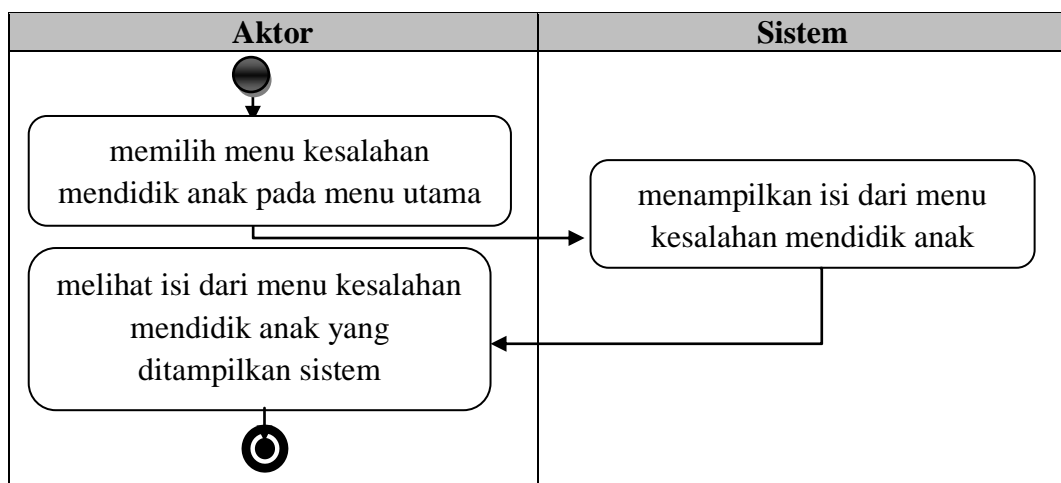 Aktor
Sistem
memilih menu kesalahan
mendidik anak pada menu utama
menampilkan isi dari menu
kesalahan mendidik anak
melihat isi dari menu kesalahan
mendidik anak yang
ditampilkan sistem